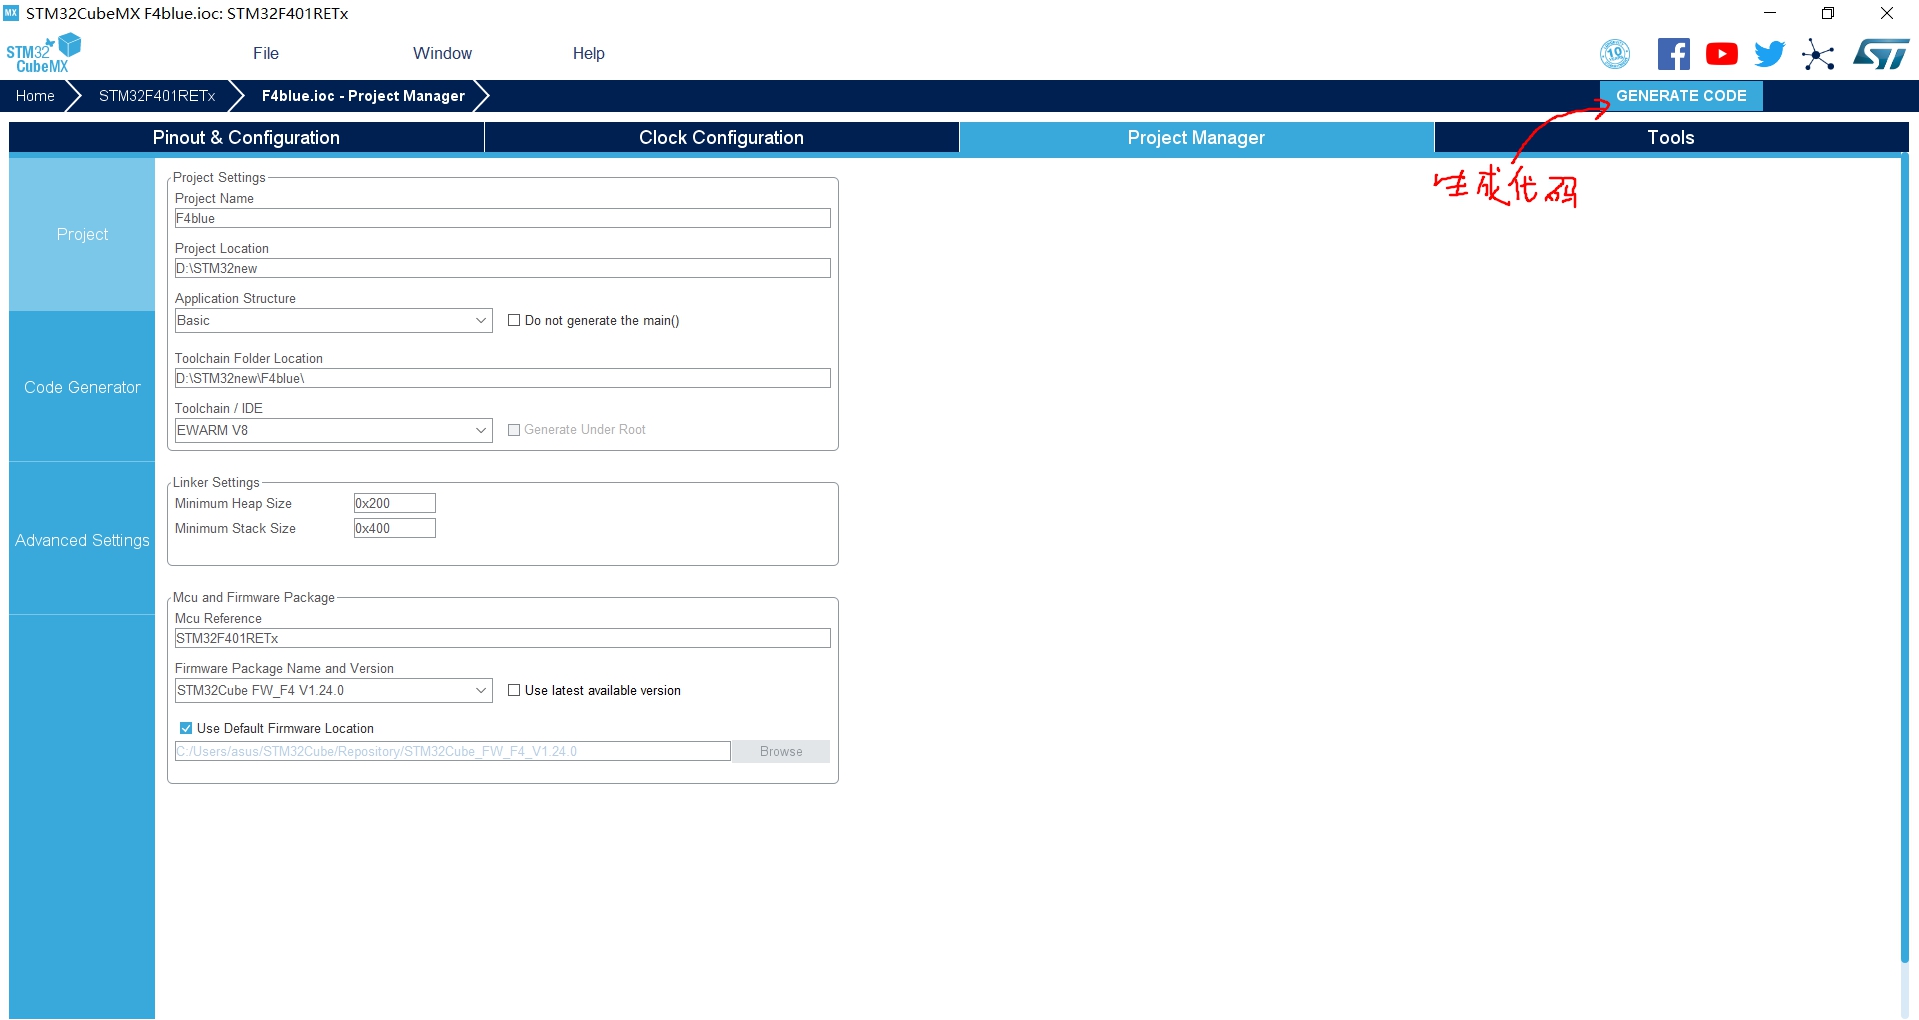 MX STM32CubeMX F4blue.ioc: STM32F401RETx
STM32
CubeMX
File Window Help
10
ST
Home STM32F401RETx F4blue.ioc - Project Manager GENERATE CODE
Pinout & Configuration Clock Configuration Project Manager Tools
生成代码
Project
Code Generator
Advanced Settings
Project Settings
Project Name
F4blue
Project Location
D:\STM32new
Application Structure
Basic Do not generate the main()
Toolchain Folder Location
D:\STM32new\F4blue\
Toolchain / IDE
EWARM V8 Generate Under Root
Linker Settings
Minimum Heap Size 0x200
Minimum Stack Size 0x400
Mcu and Firmware Package
Mcu Reference
STM32F401RETx
Firmware Package Name and Version
STM32Cube FW_F4 V1.24.0 Use latest available version
Use Default Firmware Location
C:/Users/asus/STM32Cube/Repository/STM32Cube_FW_F4_V1.24.0 Browse